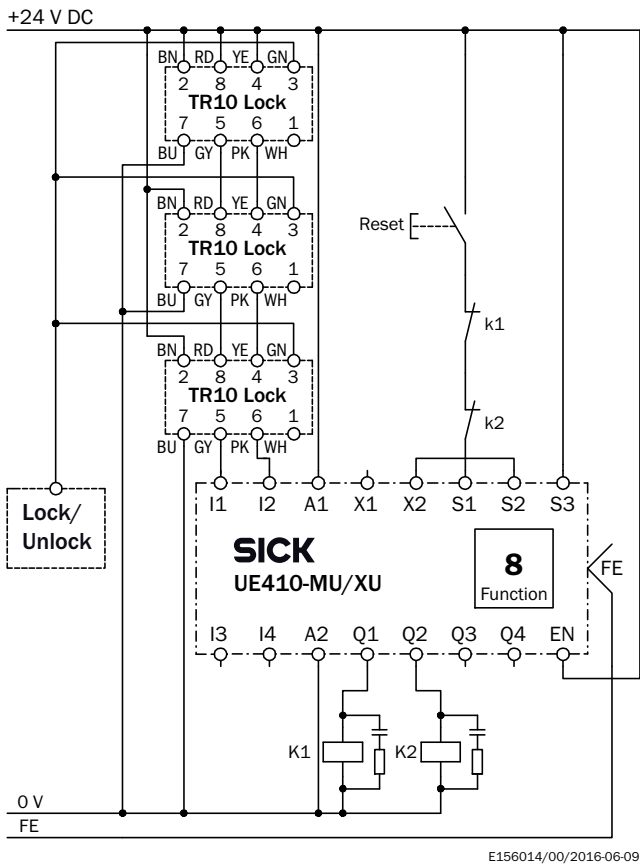 +24 V DC
BN RD YE GN
2 8 4 3
TR10 Lock
7 5 6 1
BU GY PK WH
BN RD YE GN
2 8 4 3
TR10 Lock
7 5 6 1
BU GY PK WH
Reset
k1
BN RD YE GN
2 8 4 3
TR10 Lock
7 5 6 1
BU GY PK WH
k2
I1 I2 A1 X1 X2 S1 S2 S3
Lock/
Unlock
SICK
UE410-MU/XU
8
Function
FE
I3 I4 A2 Q1 Q2 Q3 Q4 EN
K1 K2
0 V
FE
E156014/00/2016-06-09